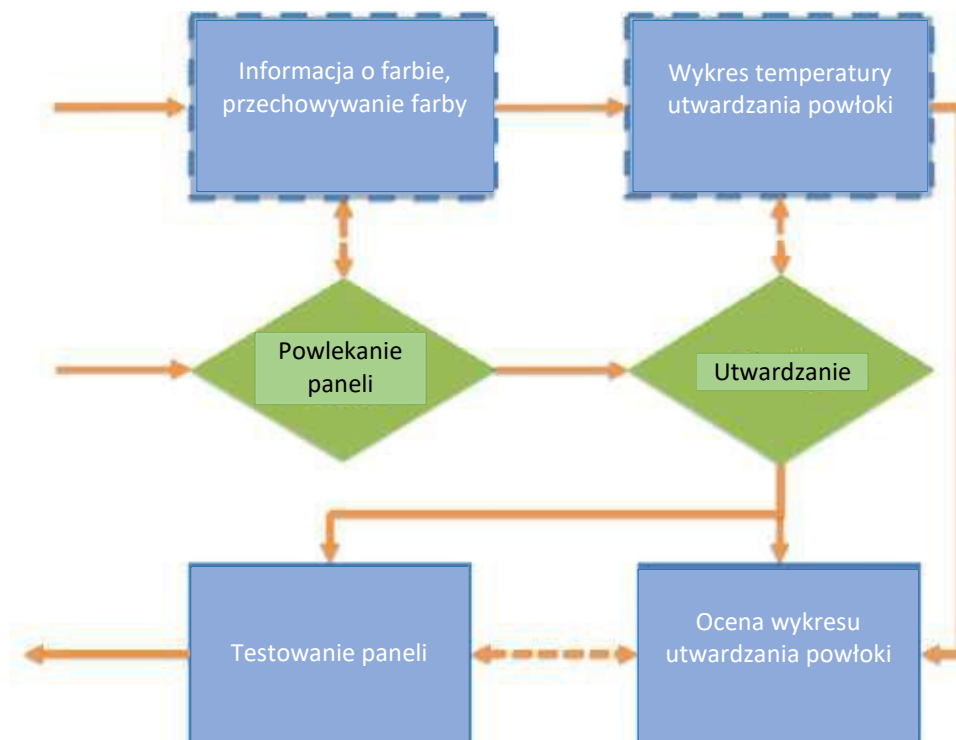 Informacja o farbie,
przechowywanie farby
Wykres temperatury
utwardzania powłoki
Powlekanie
paneli
Utwardzanie
Testowanie paneli
Ocena wykresu
utwardzania powłoki